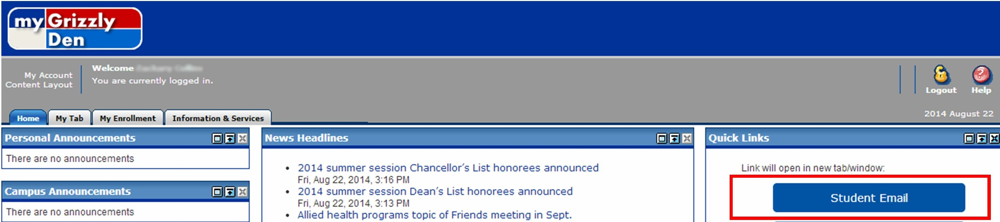 my Grizzly
Den
My Account
Content Layout
Welcome
You are currently logged in.
Logout
Help
Home
My Tab
My Enrollment
Information & Services
2014 August 22
Personal Announcements
There are no announcements
Campus Announcements
There are no announcements
News Headlines
• 2014 summer session Chancellor's List honorees announced
Fri, Aug 22, 2014, 3:16 PM
• 2014 summer session Dean's List honorees announced
Fri, Aug 22, 2014, 3:13 PM
• Allied health programs topic of Friends meeting in Sept.
Quick Links
Link will open in new tab/window:
Student Email